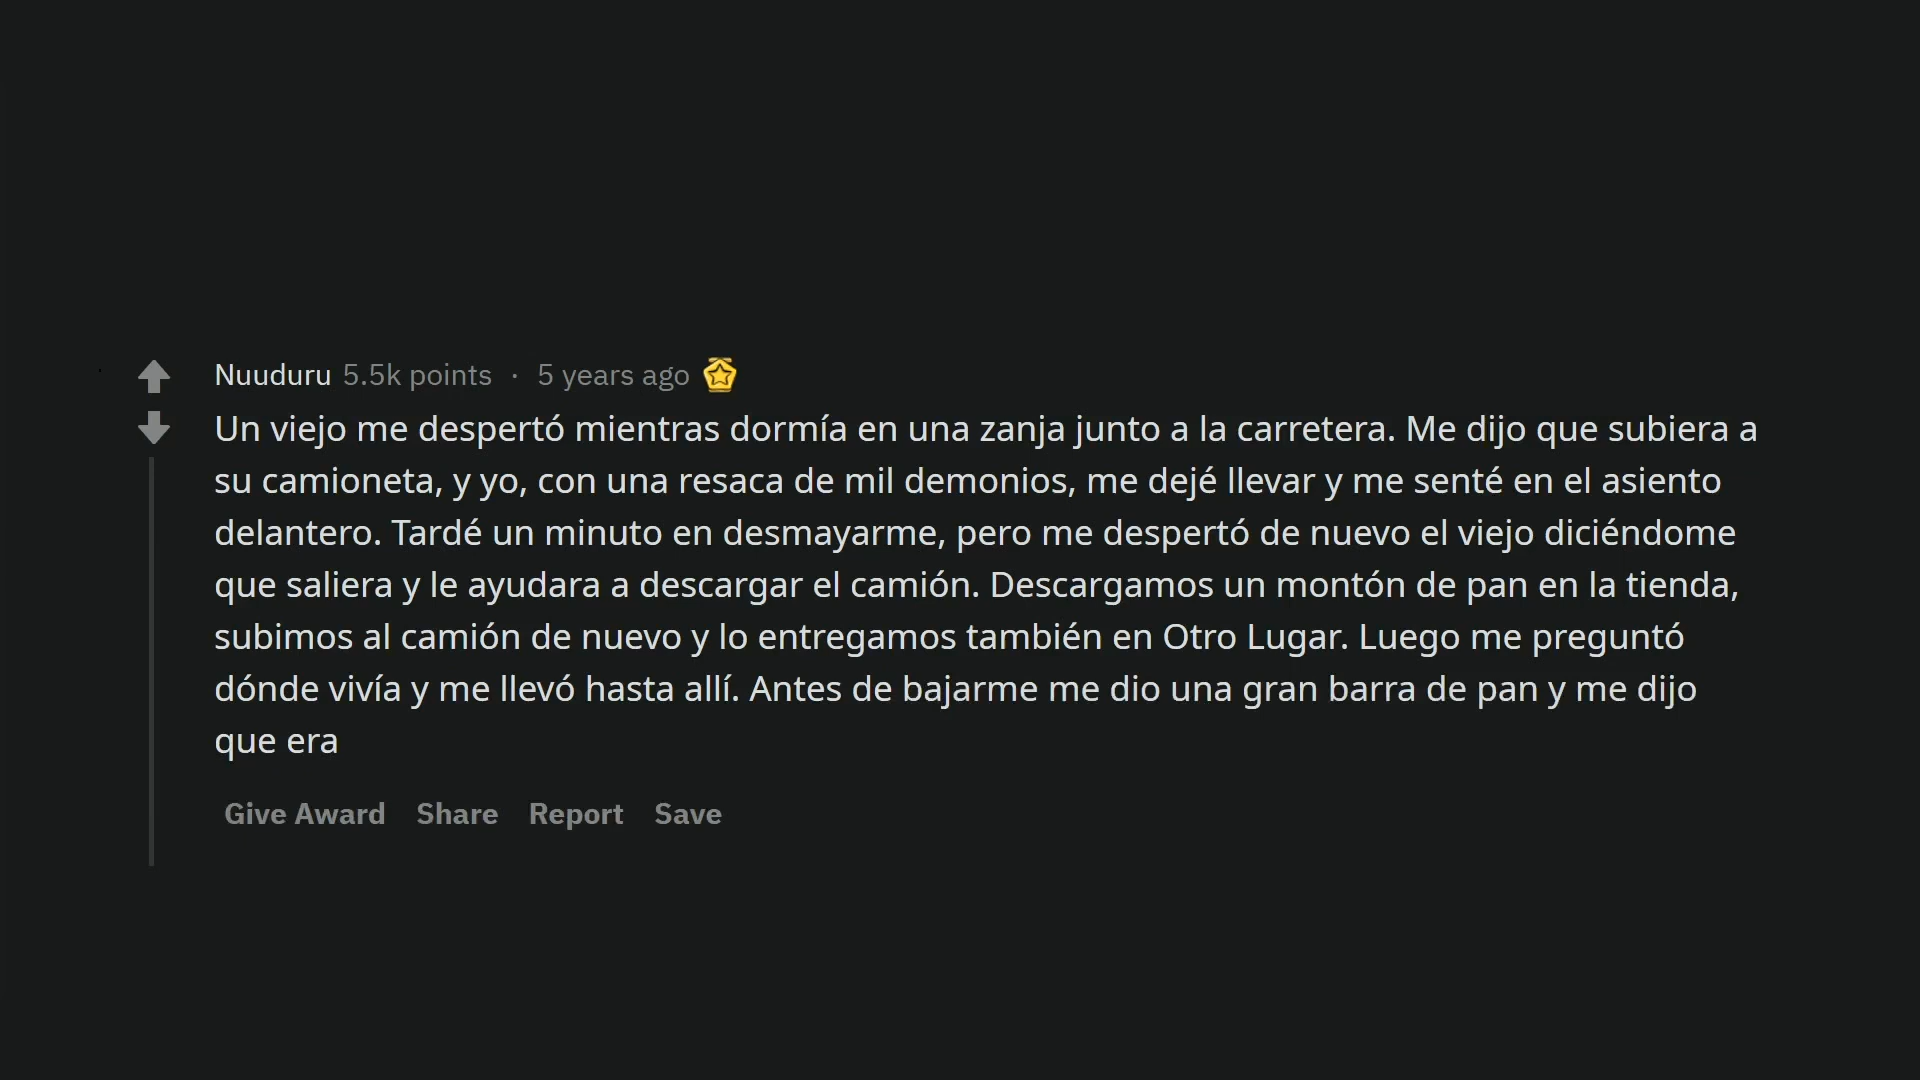 Nuuduru 5.5k points · 5 years ago
Un viejo me despertó mientras dormía en una zanja junto a la carretera. Me dijo que subiera a
su camioneta, y yo, con una resaca de mil demonios, me dejé llevar y me senté en el asiento
delantero. Tardé un minuto en desmayarme, pero me despertó de nuevo el viejo diciéndome
que saliera y le ayudara a descargar el camión. Descargamos un montón de pan en la tienda,
subimos al camión de nuevo y lo entregamos también en Otro Lugar. Luego me preguntó
dónde vivía y me llevó hasta allí. Antes de bajarme me dio una gran barra de pan y me dijo
que era
Give Award Share Report Save